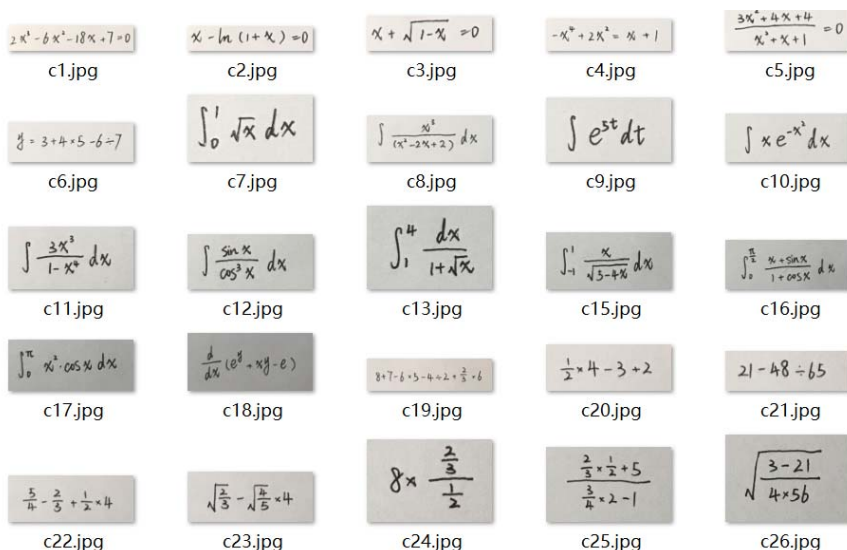 2x³-6x²-18x+7=0
c1.jpg
x-ln(1+x)=0
c2.jpg
x+√(1-x) =0
c3.jpg
-x⁴+2x²=x+1
c4.jpg
(3x²+4x+4)/(x³+x+1)=0
c5.jpg
y=3+4×5-6÷7
c6.jpg
∫₀¹ √x dx
c7.jpg
∫ x³/(x²-2x+2) dx
c8.jpg
∫ e^(5t) dt
c9.jpg
∫ x e^(-x²) dx
c10.jpg
∫ 3x³/(1-x⁴) dx
c11.jpg
∫ sin x/cos³x dx
c12.jpg
∫₁⁴ dx/(1+√x)
c13.jpg
∫₋₁¹ x/√(5-4x) dx
c15.jpg
∫₀^(π/2) (x+sinx)/(1+cosx) dx
c16.jpg
∫₀^π x²·cosx dx
c17.jpg
d/dx (e^y+xy-e)
c18.jpg
8+7-6×5-4÷2+2/3×6
c19.jpg
1/2×4-3+2
c20.jpg
21-48÷65
c21.jpg
5/4-2/3+1/2×4
c22.jpg
√(2/3)-√(4/5)×4
c23.jpg
8×(2/3)/(1/2)
c24.jpg
(2/3×1/2+5)/(3/4×2-1)
c25.jpg
√((3-21)/(4×56))
c26.jpg